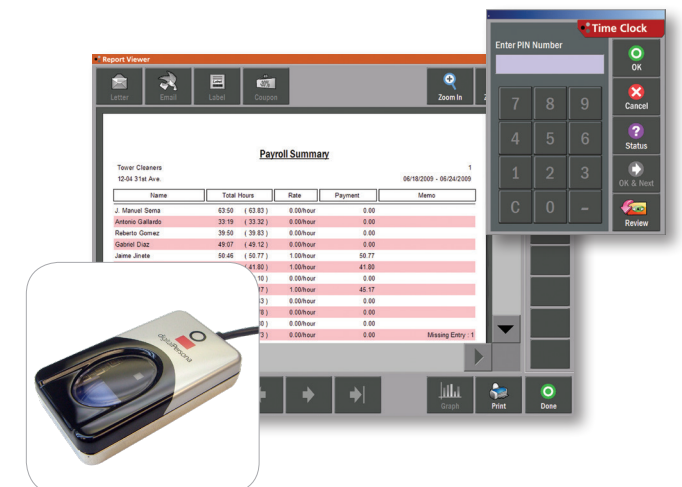 Time Clock
Enter PIN Number
OK
7 8 9
Cancel
4 5 6
Status
1 2 3
OK & Next
C 0 -
Review
Report Viewer
Letter Email Label Coupon Zoom In
Payroll Summary
Tower Cleaners 1
12-04 31st Ave. 06/18/2009 - 06/24/2009
Name Total Hours Rate Payment Memo
J. Manuel Serna 63:50 ( 63.83 ) 0.00/hour 0.00
Antonio Gallardo 33:19 ( 33.32 ) 0.00/hour 0.00
Roberto Gomez 39:50 ( 39.83 ) 0.00/hour 0.00
Gabriel Diaz 49:07 ( 49.12 ) 0.00/hour 0.00
Jaime Jinete 50:46 ( 50.77 ) 1.00/hour 50.77
( 41.80 ) 1.00/hour 41.80
0.00/hour 0.00
1.00/hour 45.17
0.00/hour 0.00
0.00/hour 0.00
0.00/hour 0.00
0.00/hour 0.00 Missing Entry : 1
Graph Print Done
digitalPersona